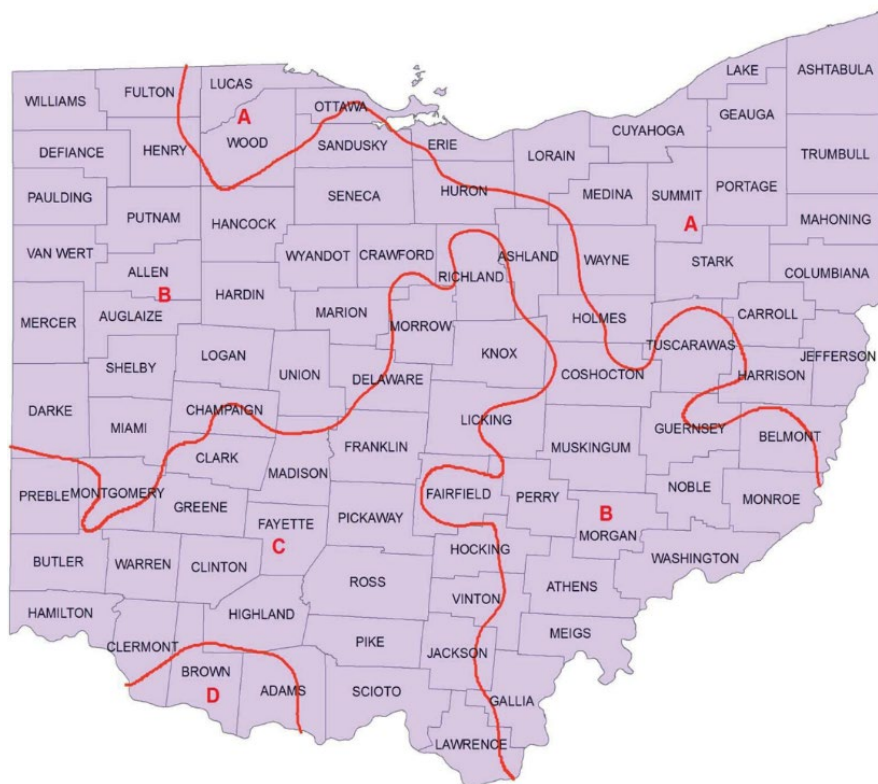 LAKE
ASHTABULA
LUCAS
FULTON
WILLIAMS
OTTAWA
GEAUGA
A
CUYAHOGA
WOOD
SANDUSKY
ERIE
DEFIANCE
HENRY
LORAIN
TRUMBULL
PORTAGE
HURON
MEDINA
SUMMIT
PAULDING
SENECA
PUTNAM
HANCOCK
A
MAHONING
VAN WERT
WYANDOT
CRAWFORD
ASHLAND
WAYNE
STARK
ALLEN
RICHLAND
COLUMBIANA
B
HARDIN
MARION
HOLMES
CARROLL
MERCER
AUGLAIZE
MORROW
TUSCARAWAS
KNOX
JEFFERSON
LOGAN
SHELBY
UNION
DELAWARE
COSHOCTON
HARRISON
DARKE
CHAMPAIGN
LICKING
MIAMI
GUERNSEY
BELMONT
FRANKLIN
MUSKINGUM
CLARK
MADISON
NOBLE
PREBLE
MONTGOMERY
FAIRFIELD
PERRY
MONROE
GREENE
B
PICKAWAY
FAYETTE
MORGAN
C
HOCKING
WASHINGTON
BUTLER
WARREN
CLINTON
ROSS
ATHENS
VINTON
HAMILTON
HIGHLAND
MEIGS
PIKE
CLERMONT
JACKSON
BROWN
ADAMS
SCIOTO
D
GALLIA
LAWRENCE